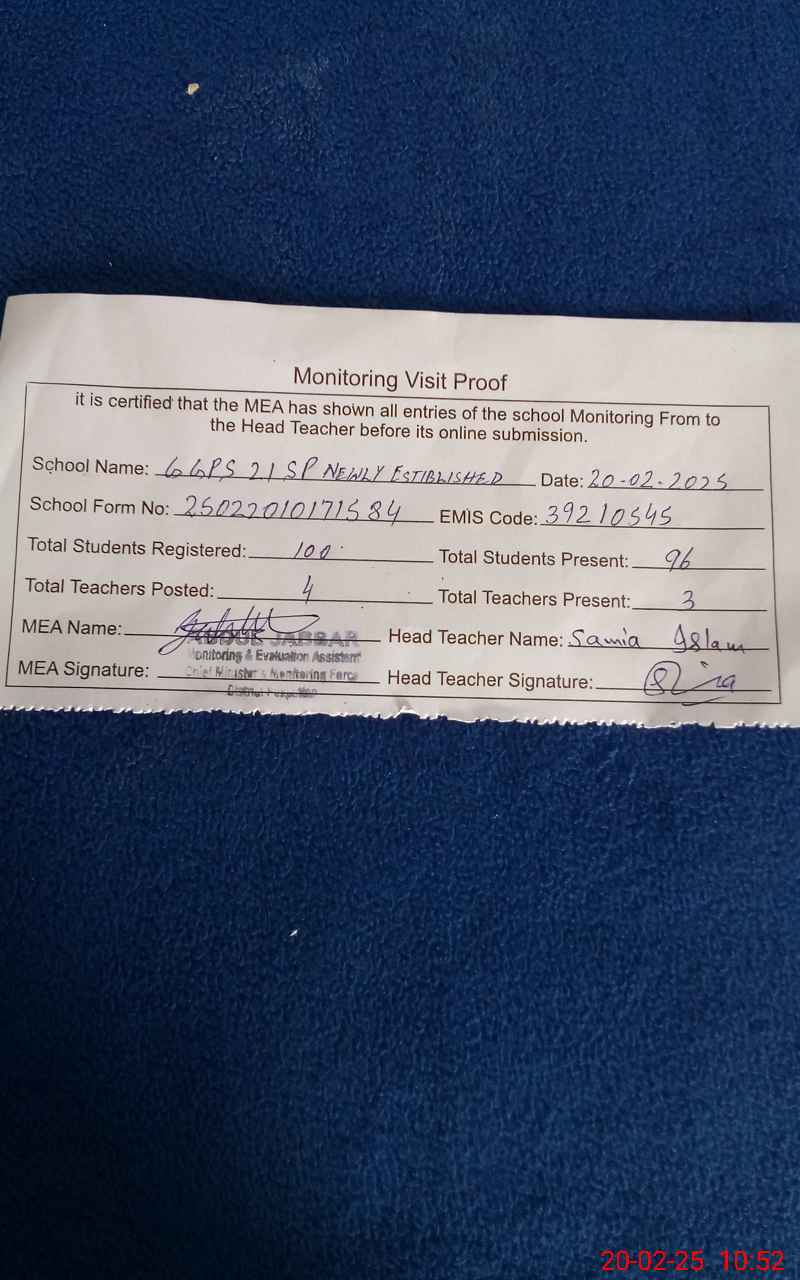 Monitoring Visit Proof
it is certified that the MEA has shown all entries of the school Monitoring From to
the Head Teacher before its online submission.
School Name: GGPS 21 SP NEWLY ESTIBLISHED Date: 20-02-2025
School Form No: 25022010171584 EMIS Code: 39210545
Total Students Registered: 100 Total Students Present: 96
Total Teachers Posted: 4 Total Teachers Present: 3
MEA Name: JABBAR Head Teacher Name: Samia Islam
Monitoring & Evaluation Assistent
MEA Signature: Chief Minister's Monitoring Force Head Teacher Signature:
District
20-02-25 10:52